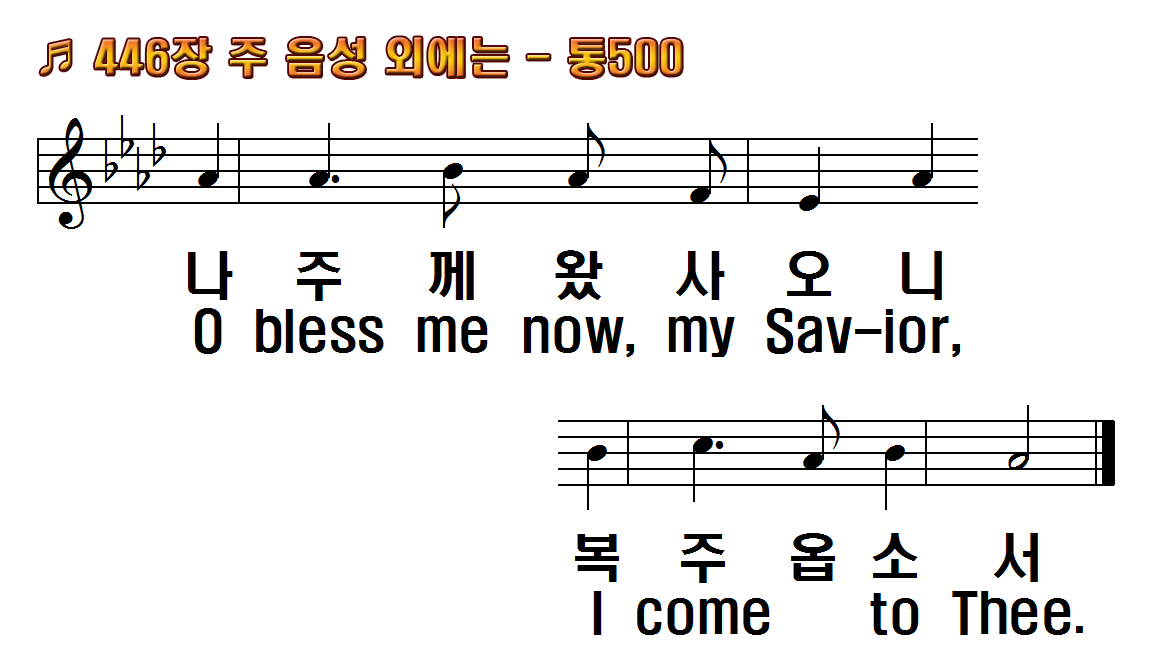 ♬ 446장 주 음성 외에는 - 통500
나 주 께 왔 사 오 니
O bless me now, my Sav-ior,
복 주 옵 소 서
I come to Thee.